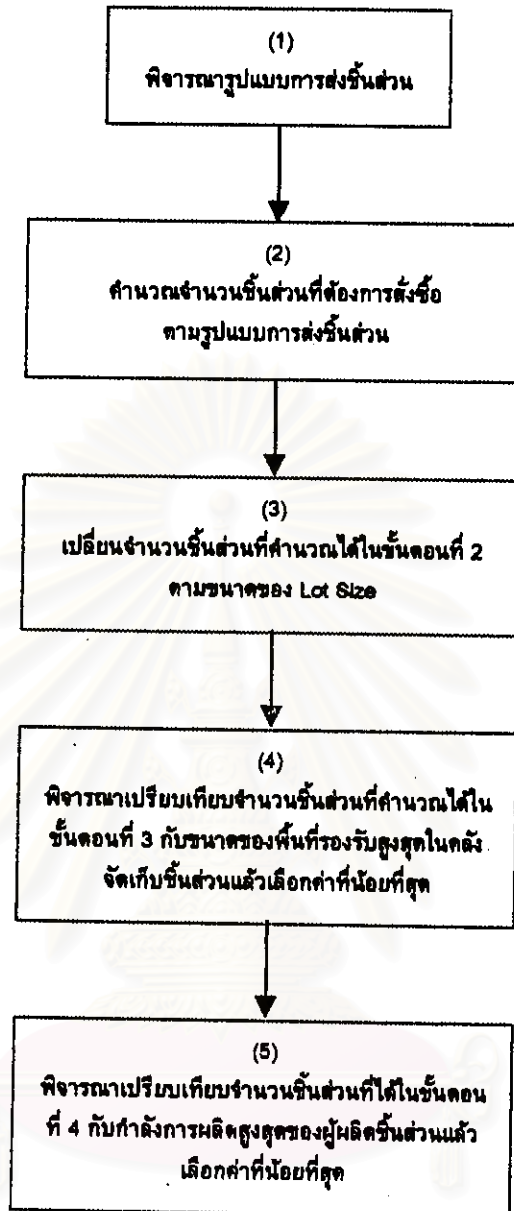 (1)
พิจารณารูปแบบการส่งชิ้นส่วน
(2)
คำนวณจำนวนชิ้นส่วนที่ต้องการสั่งซื้อ
ตามรูปแบบการส่งชิ้นส่วน
(3)
เปลี่ยนจำนวนชิ้นส่วนที่คำนวณได้ในขั้นตอนที่ 2
ตามขนาดของ Lot Size
(4)
พิจารณาเปรียบเทียบจำนวนชิ้นส่วนที่คำนวณได้ใน
ขั้นตอนที่ 3 กับขนาดของพื้นที่รองรับสูงสุดในคลัง
จัดเก็บชิ้นส่วนแล้วเลือกค่าที่น้อยที่สุด
(5)
พิจารณาเปรียบเทียบจำนวนชิ้นส่วนที่ได้ในขั้นตอน
ที่ 4 กับกำลังการผลิตสูงสุดของผู้ผลิตชิ้นส่วนแล้ว
เลือกค่าที่น้อยที่สุด